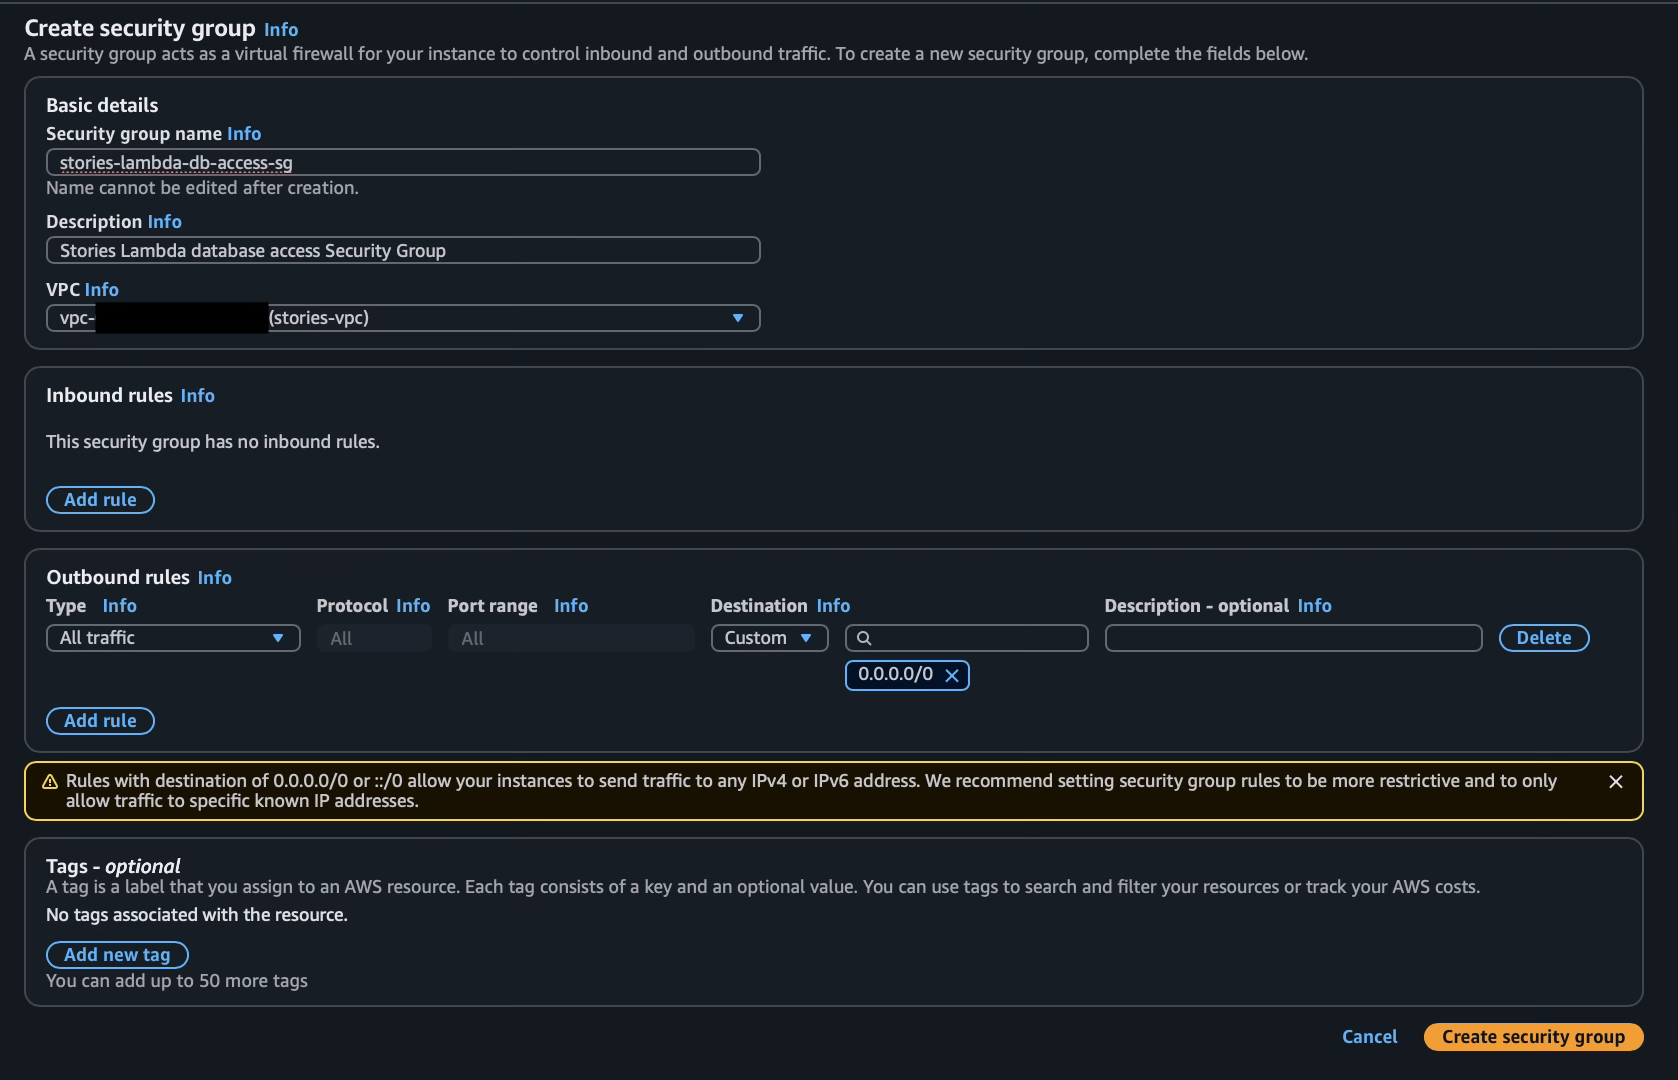 Create security group Info
A security group acts as a virtual firewall for your instance to control inbound and outbound traffic. To create a new security group, complete the fields below.
Basic details
Security group name Info
stories-lambda-db-access-sg
Name cannot be edited after creation.
Description Info
Stories Lambda database access Security Group
VPC Info
vpc- (stories-vpc)
Inbound rules Info
This security group has no inbound rules.
Add rule
Outbound rules Info
Type Info Protocol Info Port range Info Destination Info Description - optional Info
All traffic All All Custom Delete
0.0.0.0/0
Add rule
Rules with destination of 0.0.0.0/0 or ::/0 allow your instances to send traffic to any IPv4 or IPv6 address. We recommend setting security group rules to be more restrictive and to only
allow traffic to specific known IP addresses.
Tags - optional
A tag is a label that you assign to an AWS resource. Each tag consists of a key and an optional value. You can use tags to search and filter your resources or track your AWS costs.
No tags associated with the resource.
Add new tag
You can add up to 50 more tags
Cancel Create security group